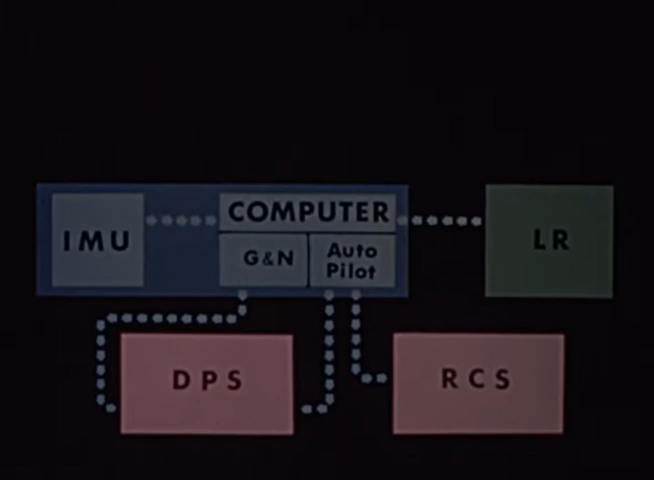 COMPUTER
IMU
G&N
Auto
Pilot
LR
DPS
RCS